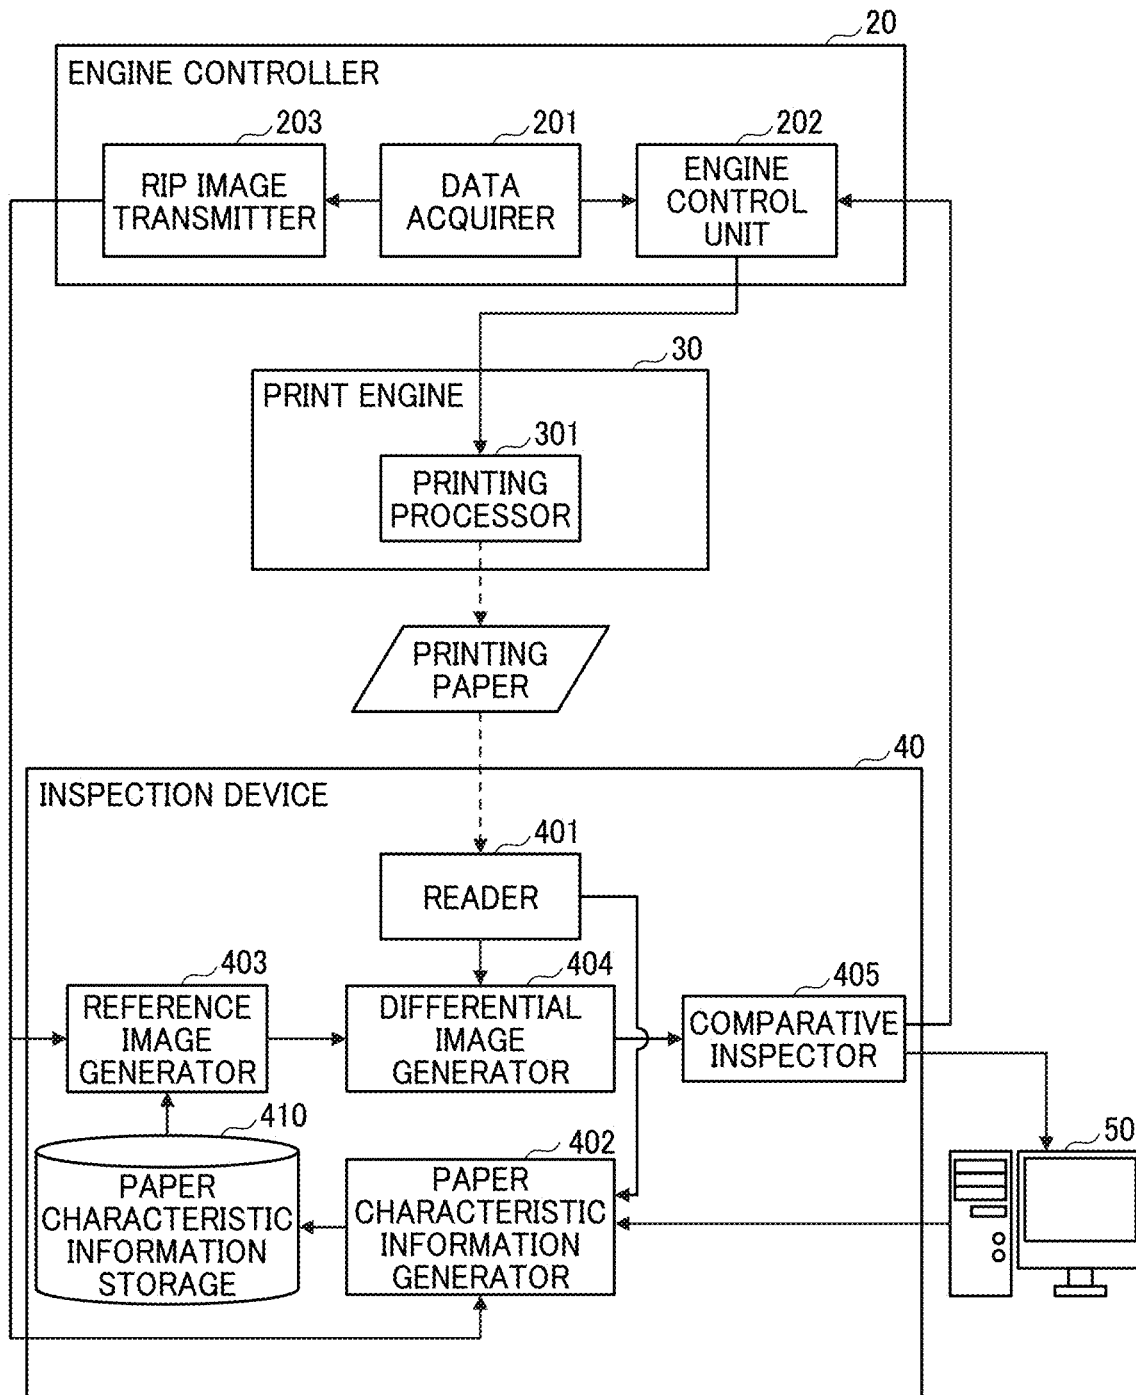 20
ENGINE CONTROLLER
203
201
202
RIP IMAGE
TRANSMITTER
DATA
ACQUIRER
ENGINE
CONTROL
UNIT
30
PRINT ENGINE
301
PRINTING
PROCESSOR
PRINTING
PAPER
40
INSPECTION DEVICE
401
READER
403
404
405
REFERENCE
IMAGE
GENERATOR
DIFFERENTIAL
IMAGE
GENERATOR
COMPARATIVE
INSPECTOR
410
402
50
PAPER
CHARACTERISTIC
INFORMATION
STORAGE
PAPER
CHARACTERISTIC
INFORMATION
GENERATOR